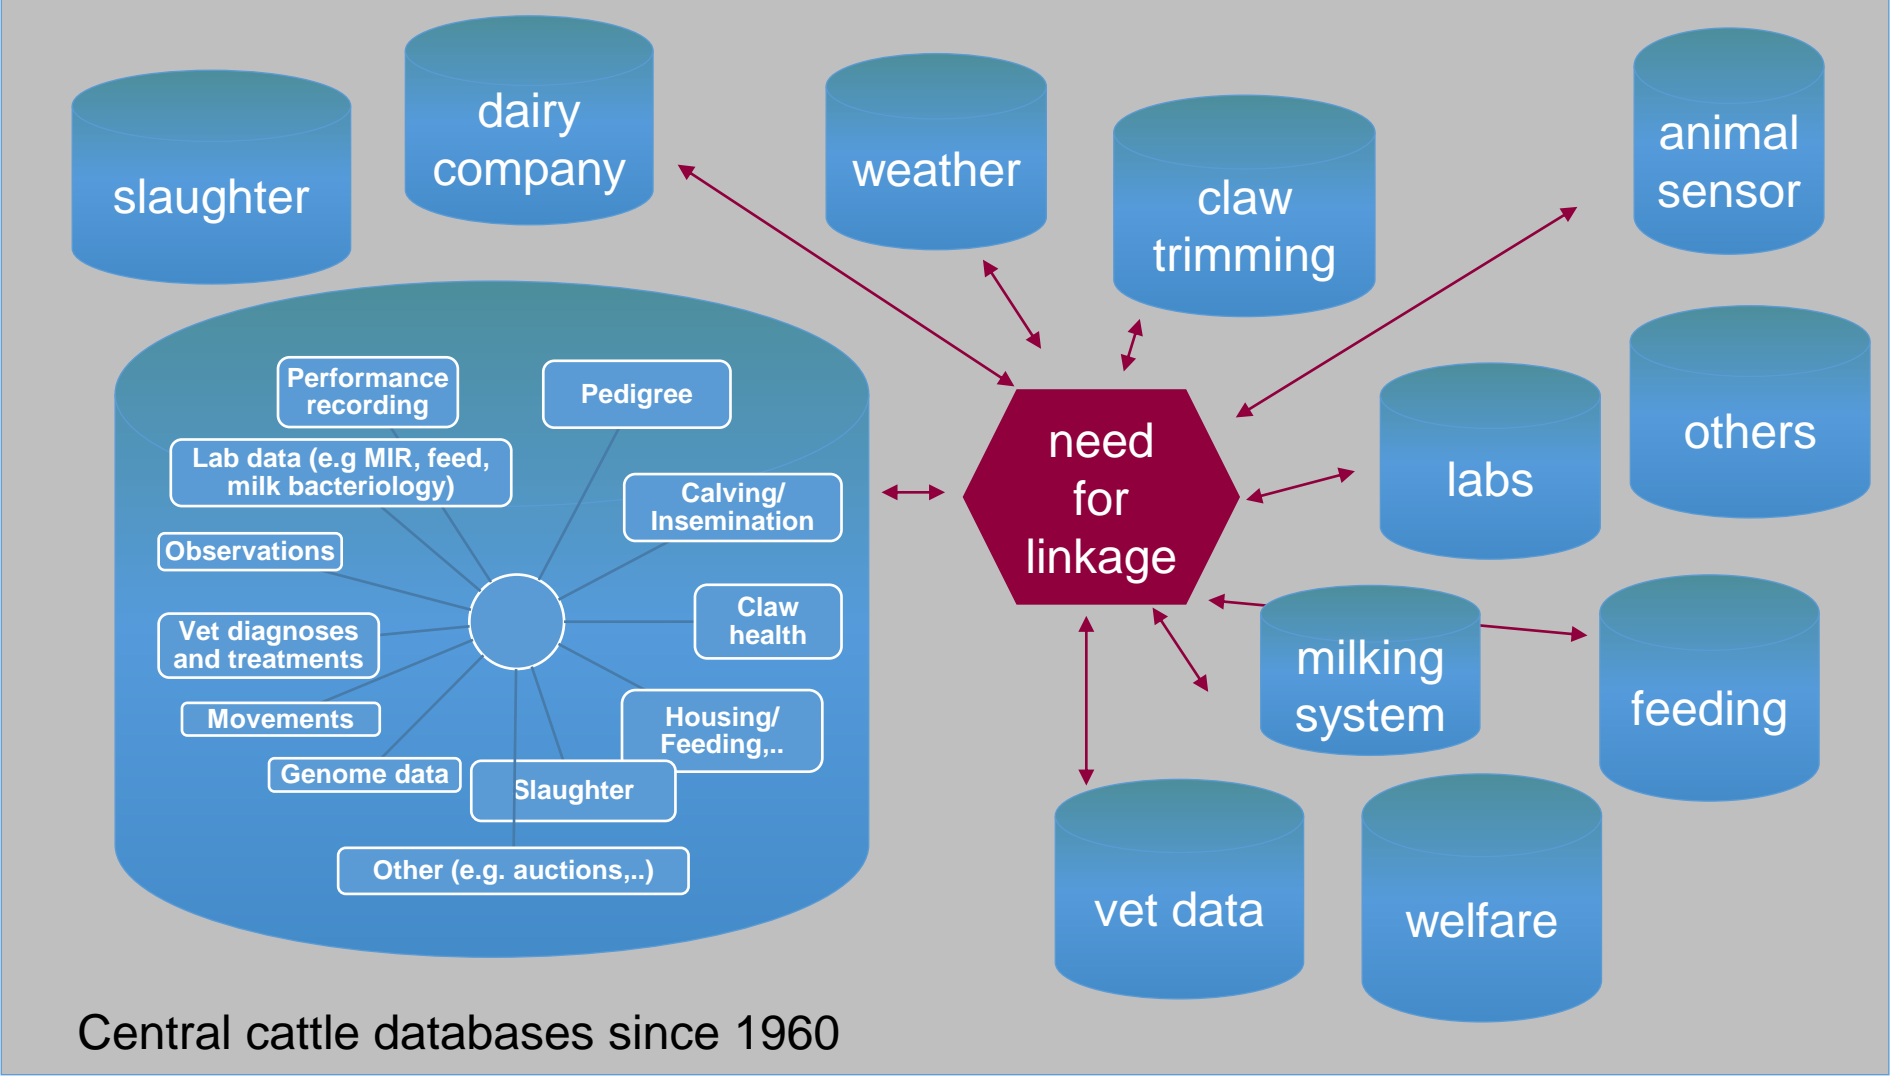 slaughter
dairy
company
weather
claw
trimming
animal
sensor
Performance
recording
Pedigree
Lab data (e.g MIR, feed,
milk bacteriology)
Calving/
Insemination
Observations
Claw
health
Vet diagnoses
and treatments
Movements
Housing/
Feeding,..
Genome data
Slaughter
Other (e.g. auctions,..)
need
for
linkage
labs
others
milking
system
feeding
vet data
welfare
Central cattle databases since 1960